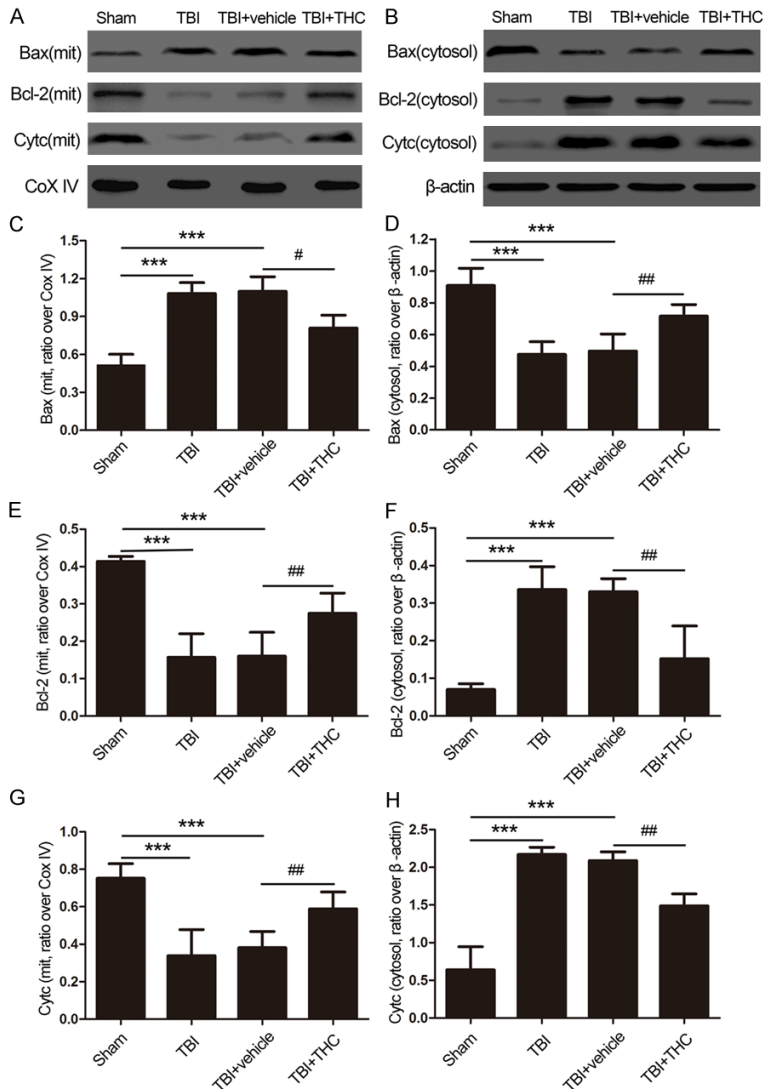 A Sham TBI TBI+vehicle TBI+THC
Bax(mit)
Bcl-2(mit)
Cytc(mit)
CoX IV
B Sham TBI TBI+vehicle TBI+THC
Bax(cytosol)
Bcl-2(cytosol)
Cytc(cytosol)
β-actin
C
Bax (mit, ratio over Cox IV)
1.5
1.2
0.9
0.6
0.3
0.0
***
***
#
Sham TBI TBI+vehicle TBI+THC
D
Bax (cytosol, ratio over β -actin)
1.2
1.0
0.8
0.6
0.4
0.2
0.0
***
***
##
Sham TBI TBI+vehicle TBI+THC
E
Bcl-2 (mit, ratio over Cox IV)
0.5
0.4
0.3
0.2
0.1
0.0
***
***
##
Sham TBI TBI+vehicle TBI+THC
F
Bcl-2 (cytosol, ratio over β -actin)
0.5
0.4
0.3
0.2
0.1
0.0
***
***
##
Sham TBI TBI+vehicle TBI+THC
G
Cytc (mit, ratio over Cox IV)
1.0
0.8
0.6
0.4
0.2
0.0
***
***
##
Sham TBI TBI+vehicle TBI+THC
H
Cytc (cytosol, ratio over β -actin)
2.5
2.0
1.5
1.0
0.5
0.0
***
***
##
Sham TBI TBI+vehicle TBI+THC